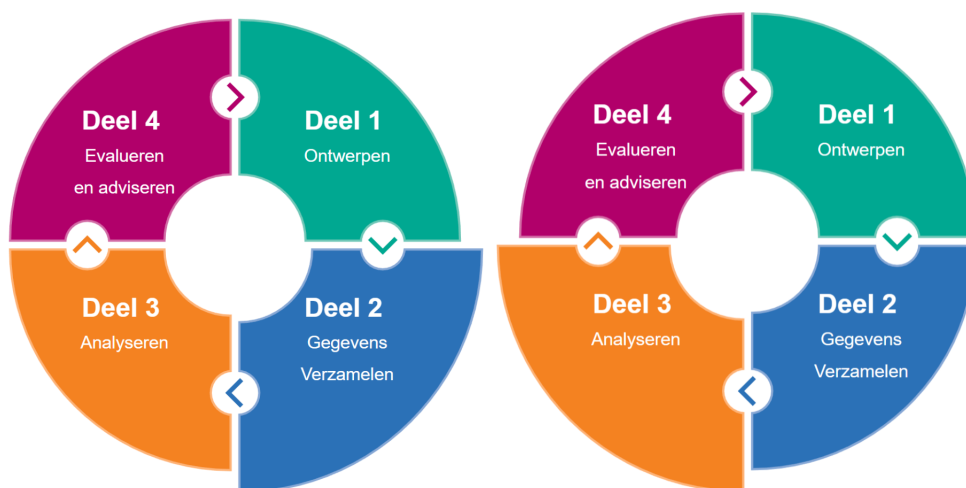 Deel 4
Evalueren
en adviseren
Deel 1
Ontwerpen
Deel 3
Analyseren
Deel 2
Gegevens
Verzamelen
Deel 4
Evalueren
en adviseren
Deel 1
Ontwerpen
Deel 3
Analyseren
Deel 2
Gegevens
Verzamelen